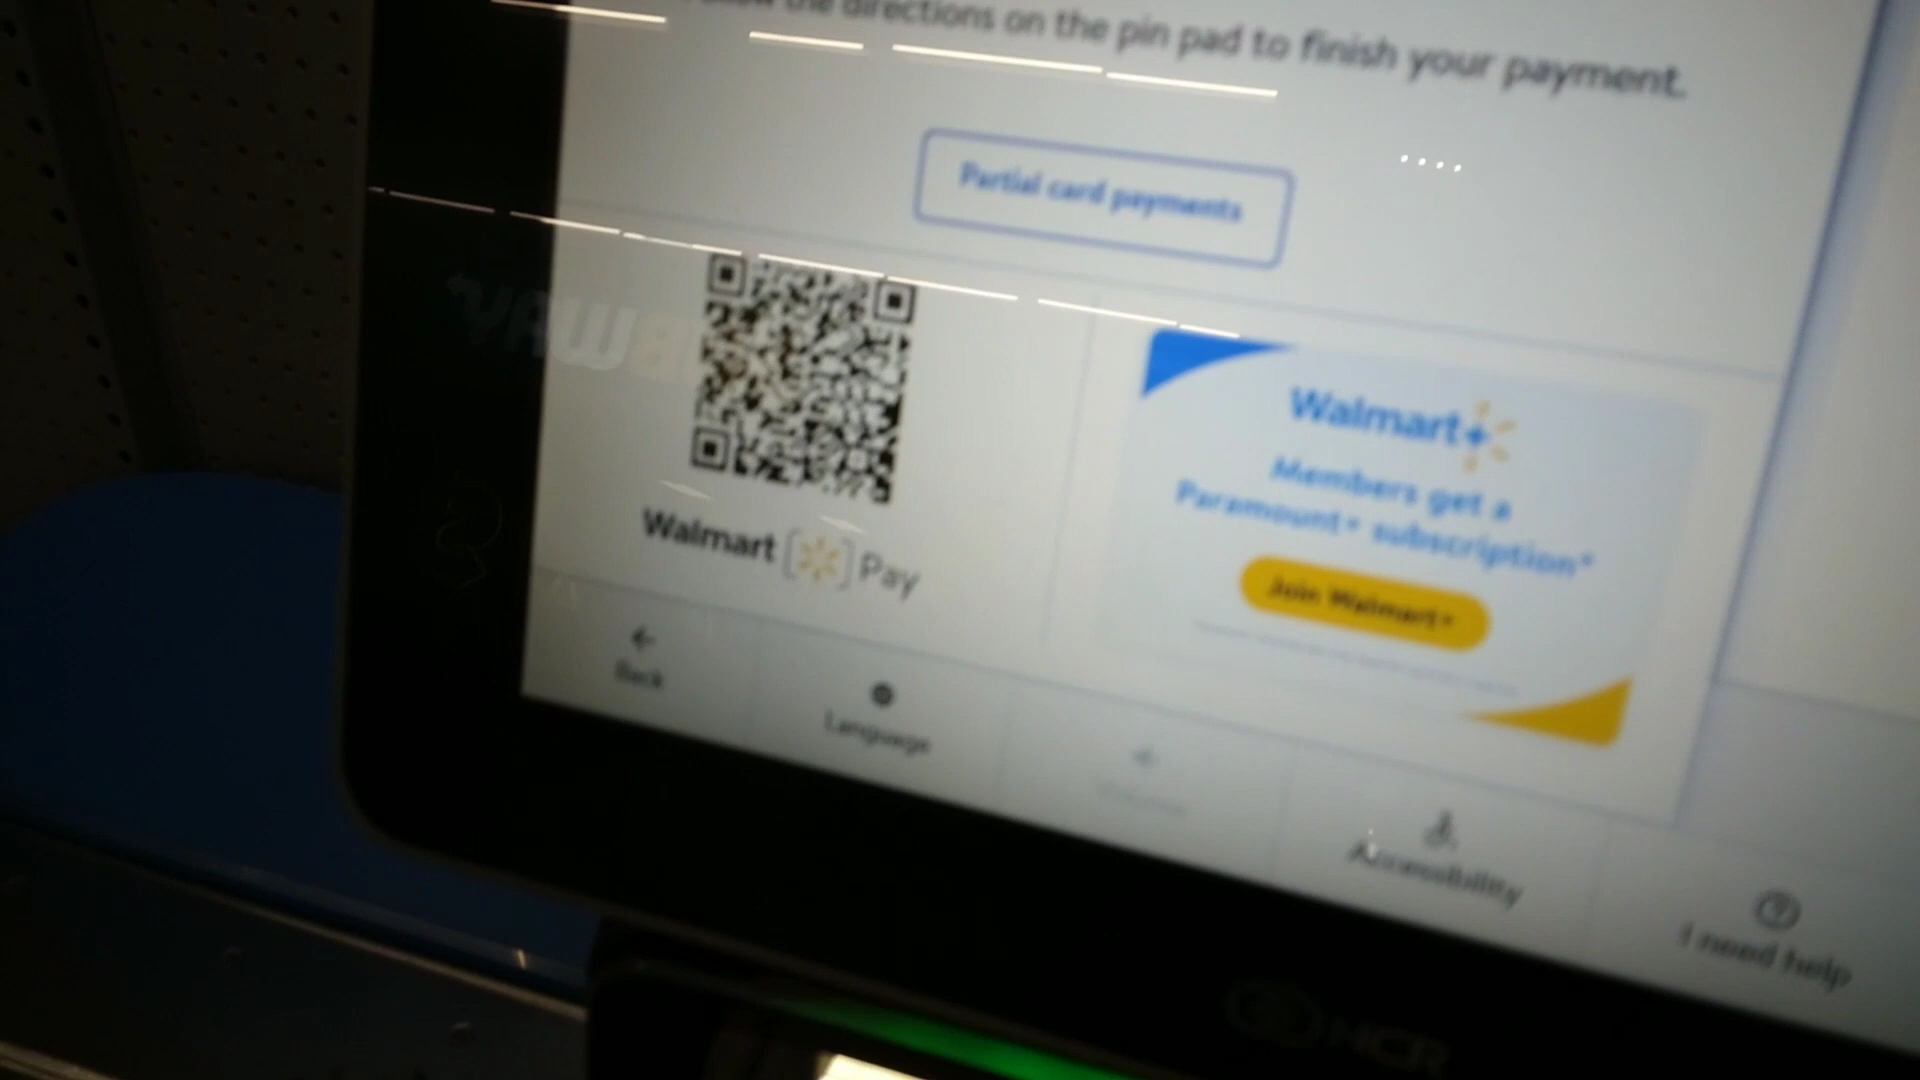 the directions on the pin pad to finish your payment.
Partial card payments
Walmart Pay
Walmart+
Members get a
Paramount+ subscription*
Join Walmart+
Back
Language
Accessibility
I need help
NCR